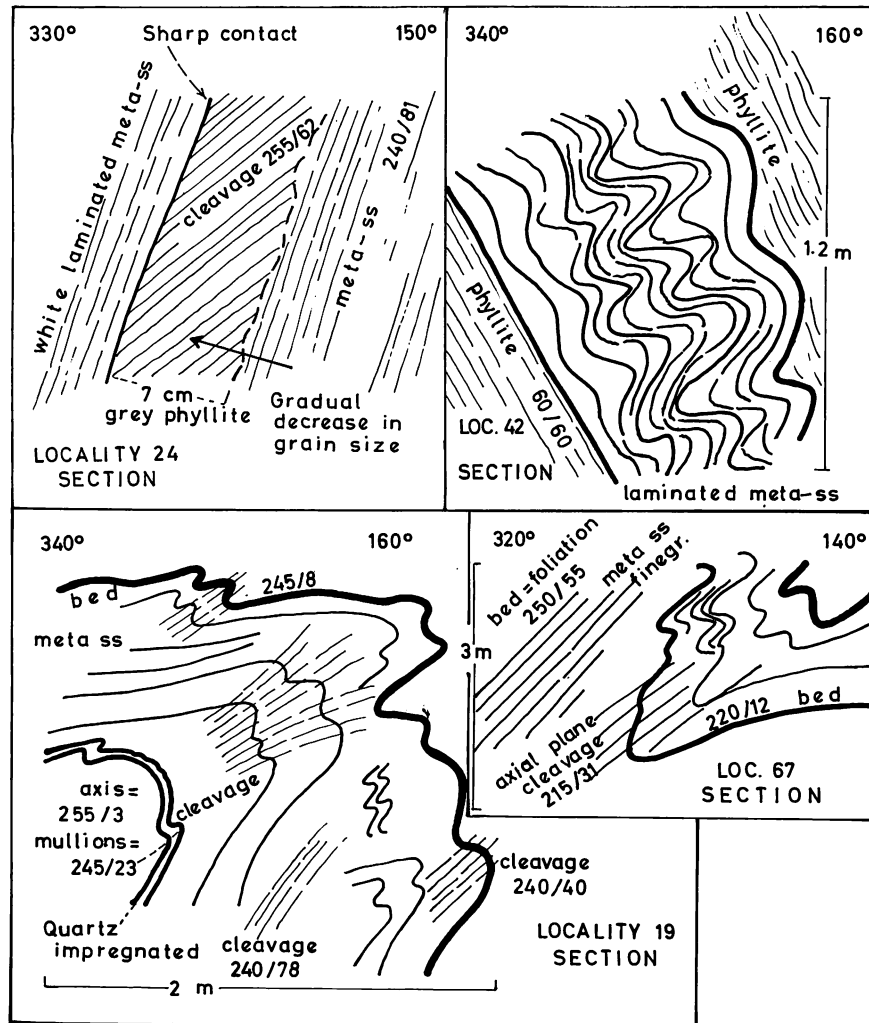 330°
Sharp contact
150°
white laminated meta-ss
cleavage 255/62
240/81
meta-ss
7 cm
grey phyllite
Gradual
decrease in
grain size
LOCALITY 24
SECTION
340°
160°
phyllite
1.2 m
phyllite
60/60
LOC. 42
SECTION
laminated meta-ss
340°
160°
bed
245/8
meta ss
3 m
axis=
255/3
mullions=
245/23
cleavage
Quartz
impregnated
cleavage
240/78
cleavage
240/40
2 m
LOCALITY 19
SECTION
320°
140°
bed=foliation
250/55
meta ss
finegr.
axial plane
cleavage
215/31
220/12
bed
LOC. 67
SECTION